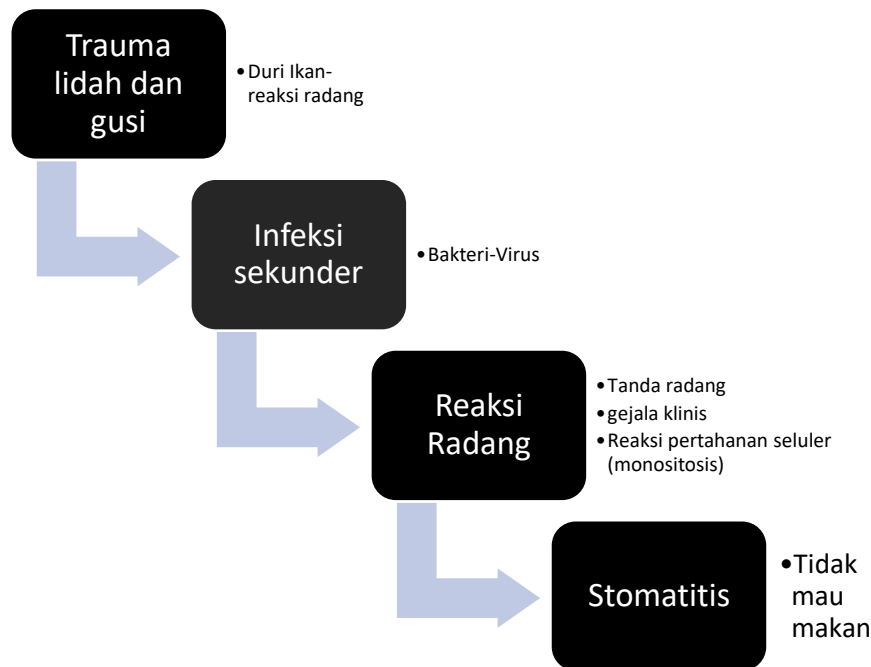 Trauma
lidah dan
gusi
•Duri Ikan-
reaksi radang
Infeksi
sekunder
•Bakteri-Virus
Reaksi
Radang
•Tanda radang
•gejala klinis
•Reaksi pertahanan seluler
(monositosis)
Stomatitis
•Tidak
mau
makan